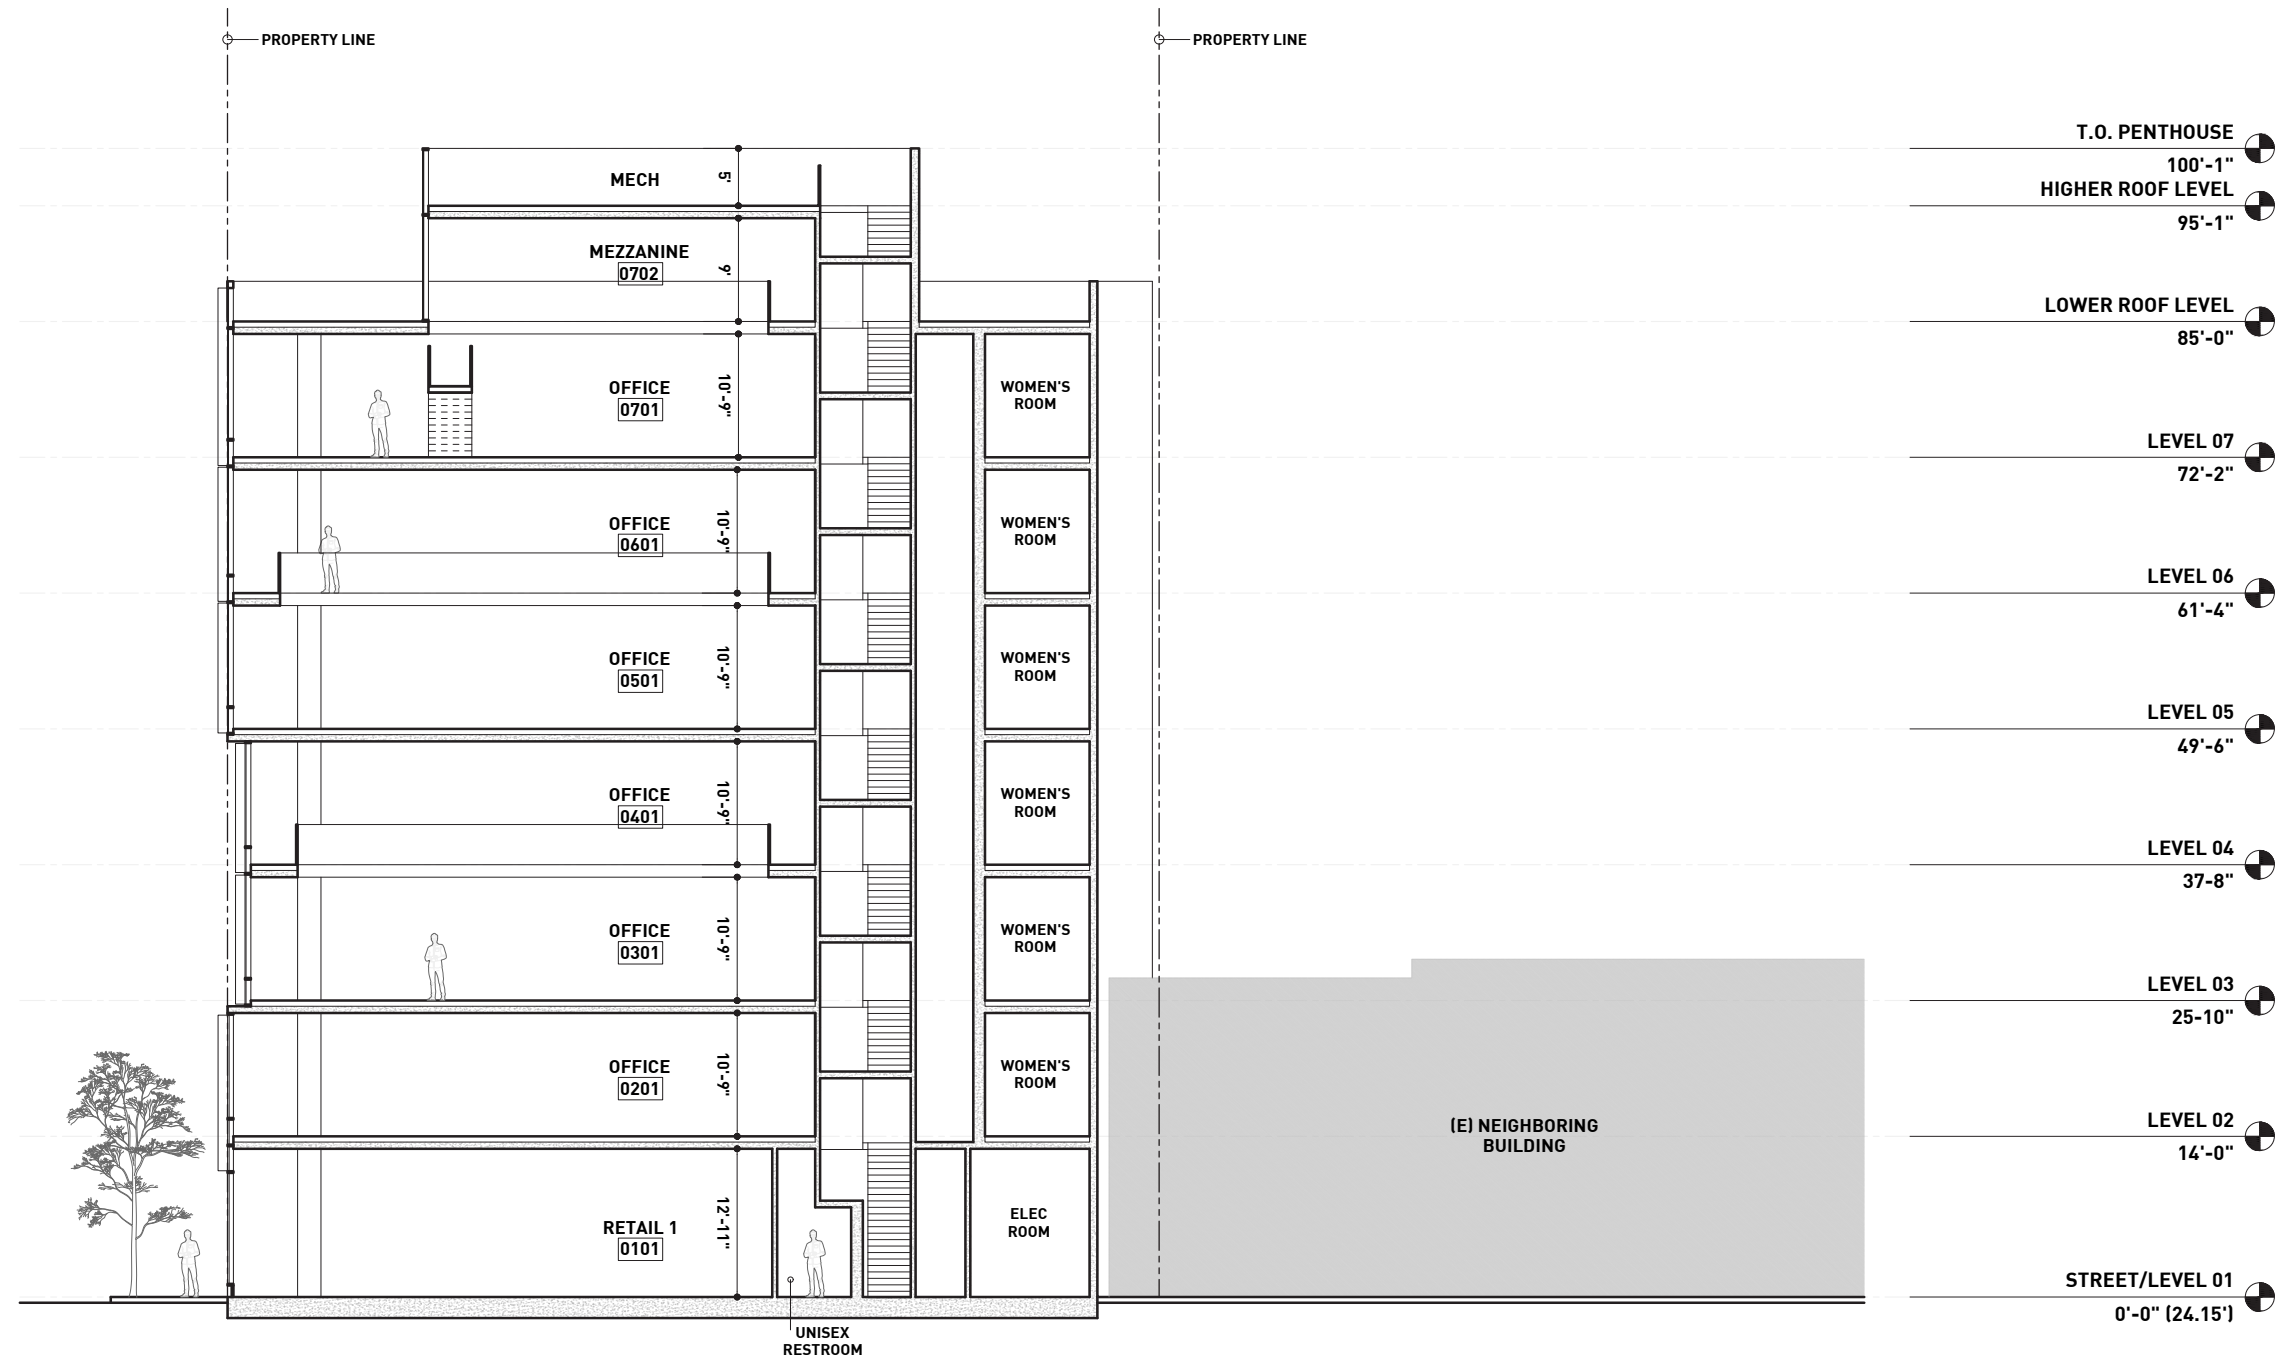 PROPERTY LINE
PROPERTY LINE
T.O. PENTHOUSE
100'-1"
HIGHER ROOF LEVEL
95'-1"
LOWER ROOF LEVEL
85'-0"
LEVEL 07
72'-2"
LEVEL 06
61'-4"
LEVEL 05
49'-6"
LEVEL 04
37-8"
LEVEL 03
25-10"
LEVEL 02
14'-0"
STREET/LEVEL 01
0'-0" (24.15')
MECH
5'
MEZZANINE
0702
9'
OFFICE
0701
10'-9"
WOMEN'S
ROOM
OFFICE
0601
10'-9"
WOMEN'S
ROOM
OFFICE
0501
10'-9"
WOMEN'S
ROOM
OFFICE
0401
10'-9"
WOMEN'S
ROOM
OFFICE
0301
10'-9"
WOMEN'S
ROOM
OFFICE
0201
10'-9"
WOMEN'S
ROOM
RETAIL 1
0101
12'-11"
ELEC
ROOM
UNISEX
RESTROOM
(E) NEIGHBORING
BUILDING